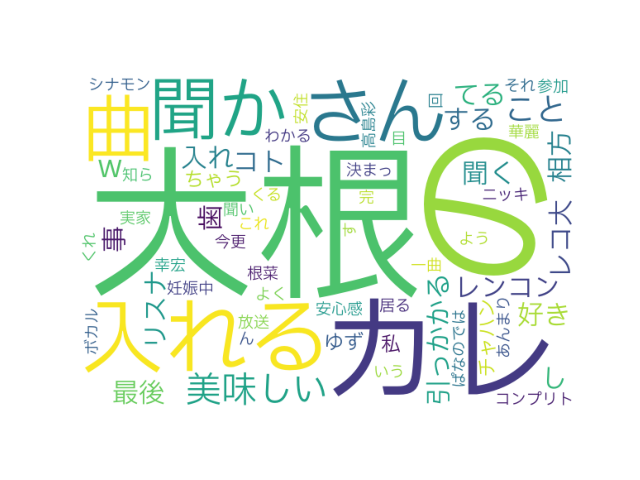 シナモン
聞か
さん
安住
高島彩
回
目
てる
それ
参加
する
こと
華麗
曲
w
入れ
コト
わかる
知ら
ちゃう
くる
決まっ
聞く
相方
ニッキ
大根
6
事
歯
実家
聞い
これ
今更
完
す
よう
レコ大
くれ
幸宏
根菜
妊娠中
よく
安心感
居る
一曲
レンコン
入れる
カレ
リスナ
ボカル
放送
ん
ゆず
私
いう
引っかかる
ぱなのでは
チャハン
あんまり
好き
最後
美味しい
し
コンプリト